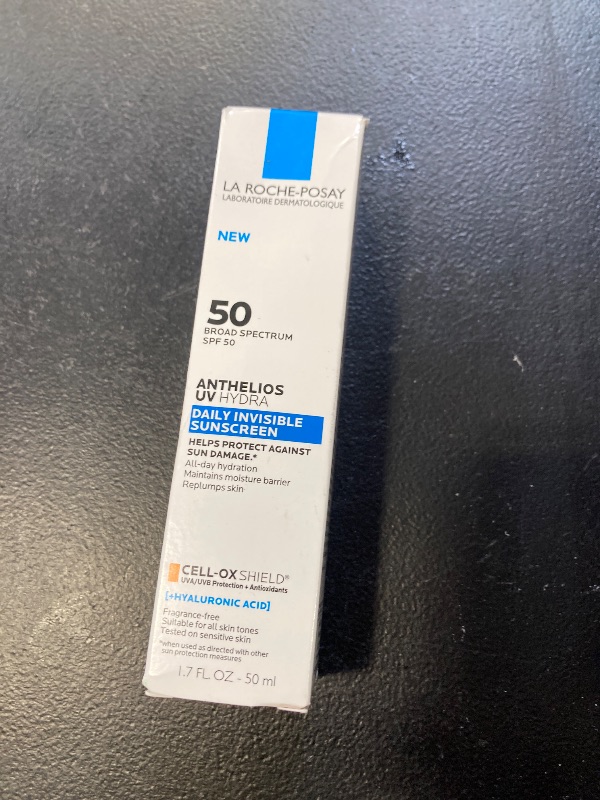 LA ROCHE-POSAY
LABORATOIRE DERMATOLOGIQUE
NEW
50
BROAD SPECTRUM
SPF 50
ANTHELIOS
UV HYDRA
DAILY INVISIBLE
SUNSCREEN
HELPS PROTECT AGAINST
SUN DAMAGE.*
All-day hydration
Maintains moisture barrier
Replumps skin
CELL-OX SHIELD®
UVA/UVB Protection + Antioxidants
[+HYALURONIC ACID]
Fragrance-free
Suitable for all skin tones
Tested on sensitive skin
*when used as directed with other
sun protection measures
1.7 FL. OZ - 50 ml